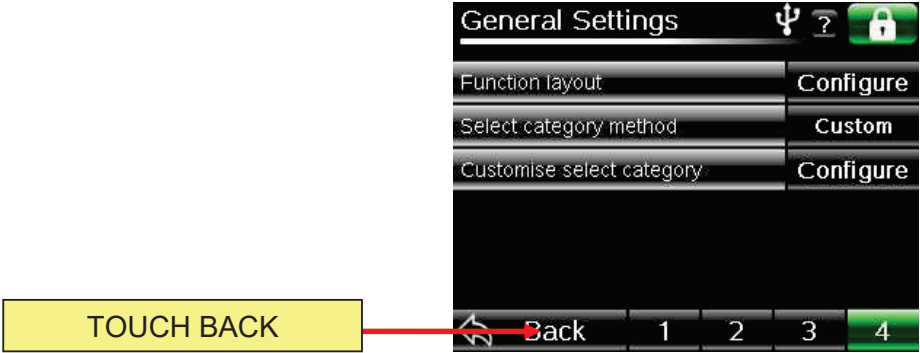 General Settings ?
Function layout Configure
Select category method Custom
Customise select category Configure
TOUCH BACK
Back 1 2 3 4